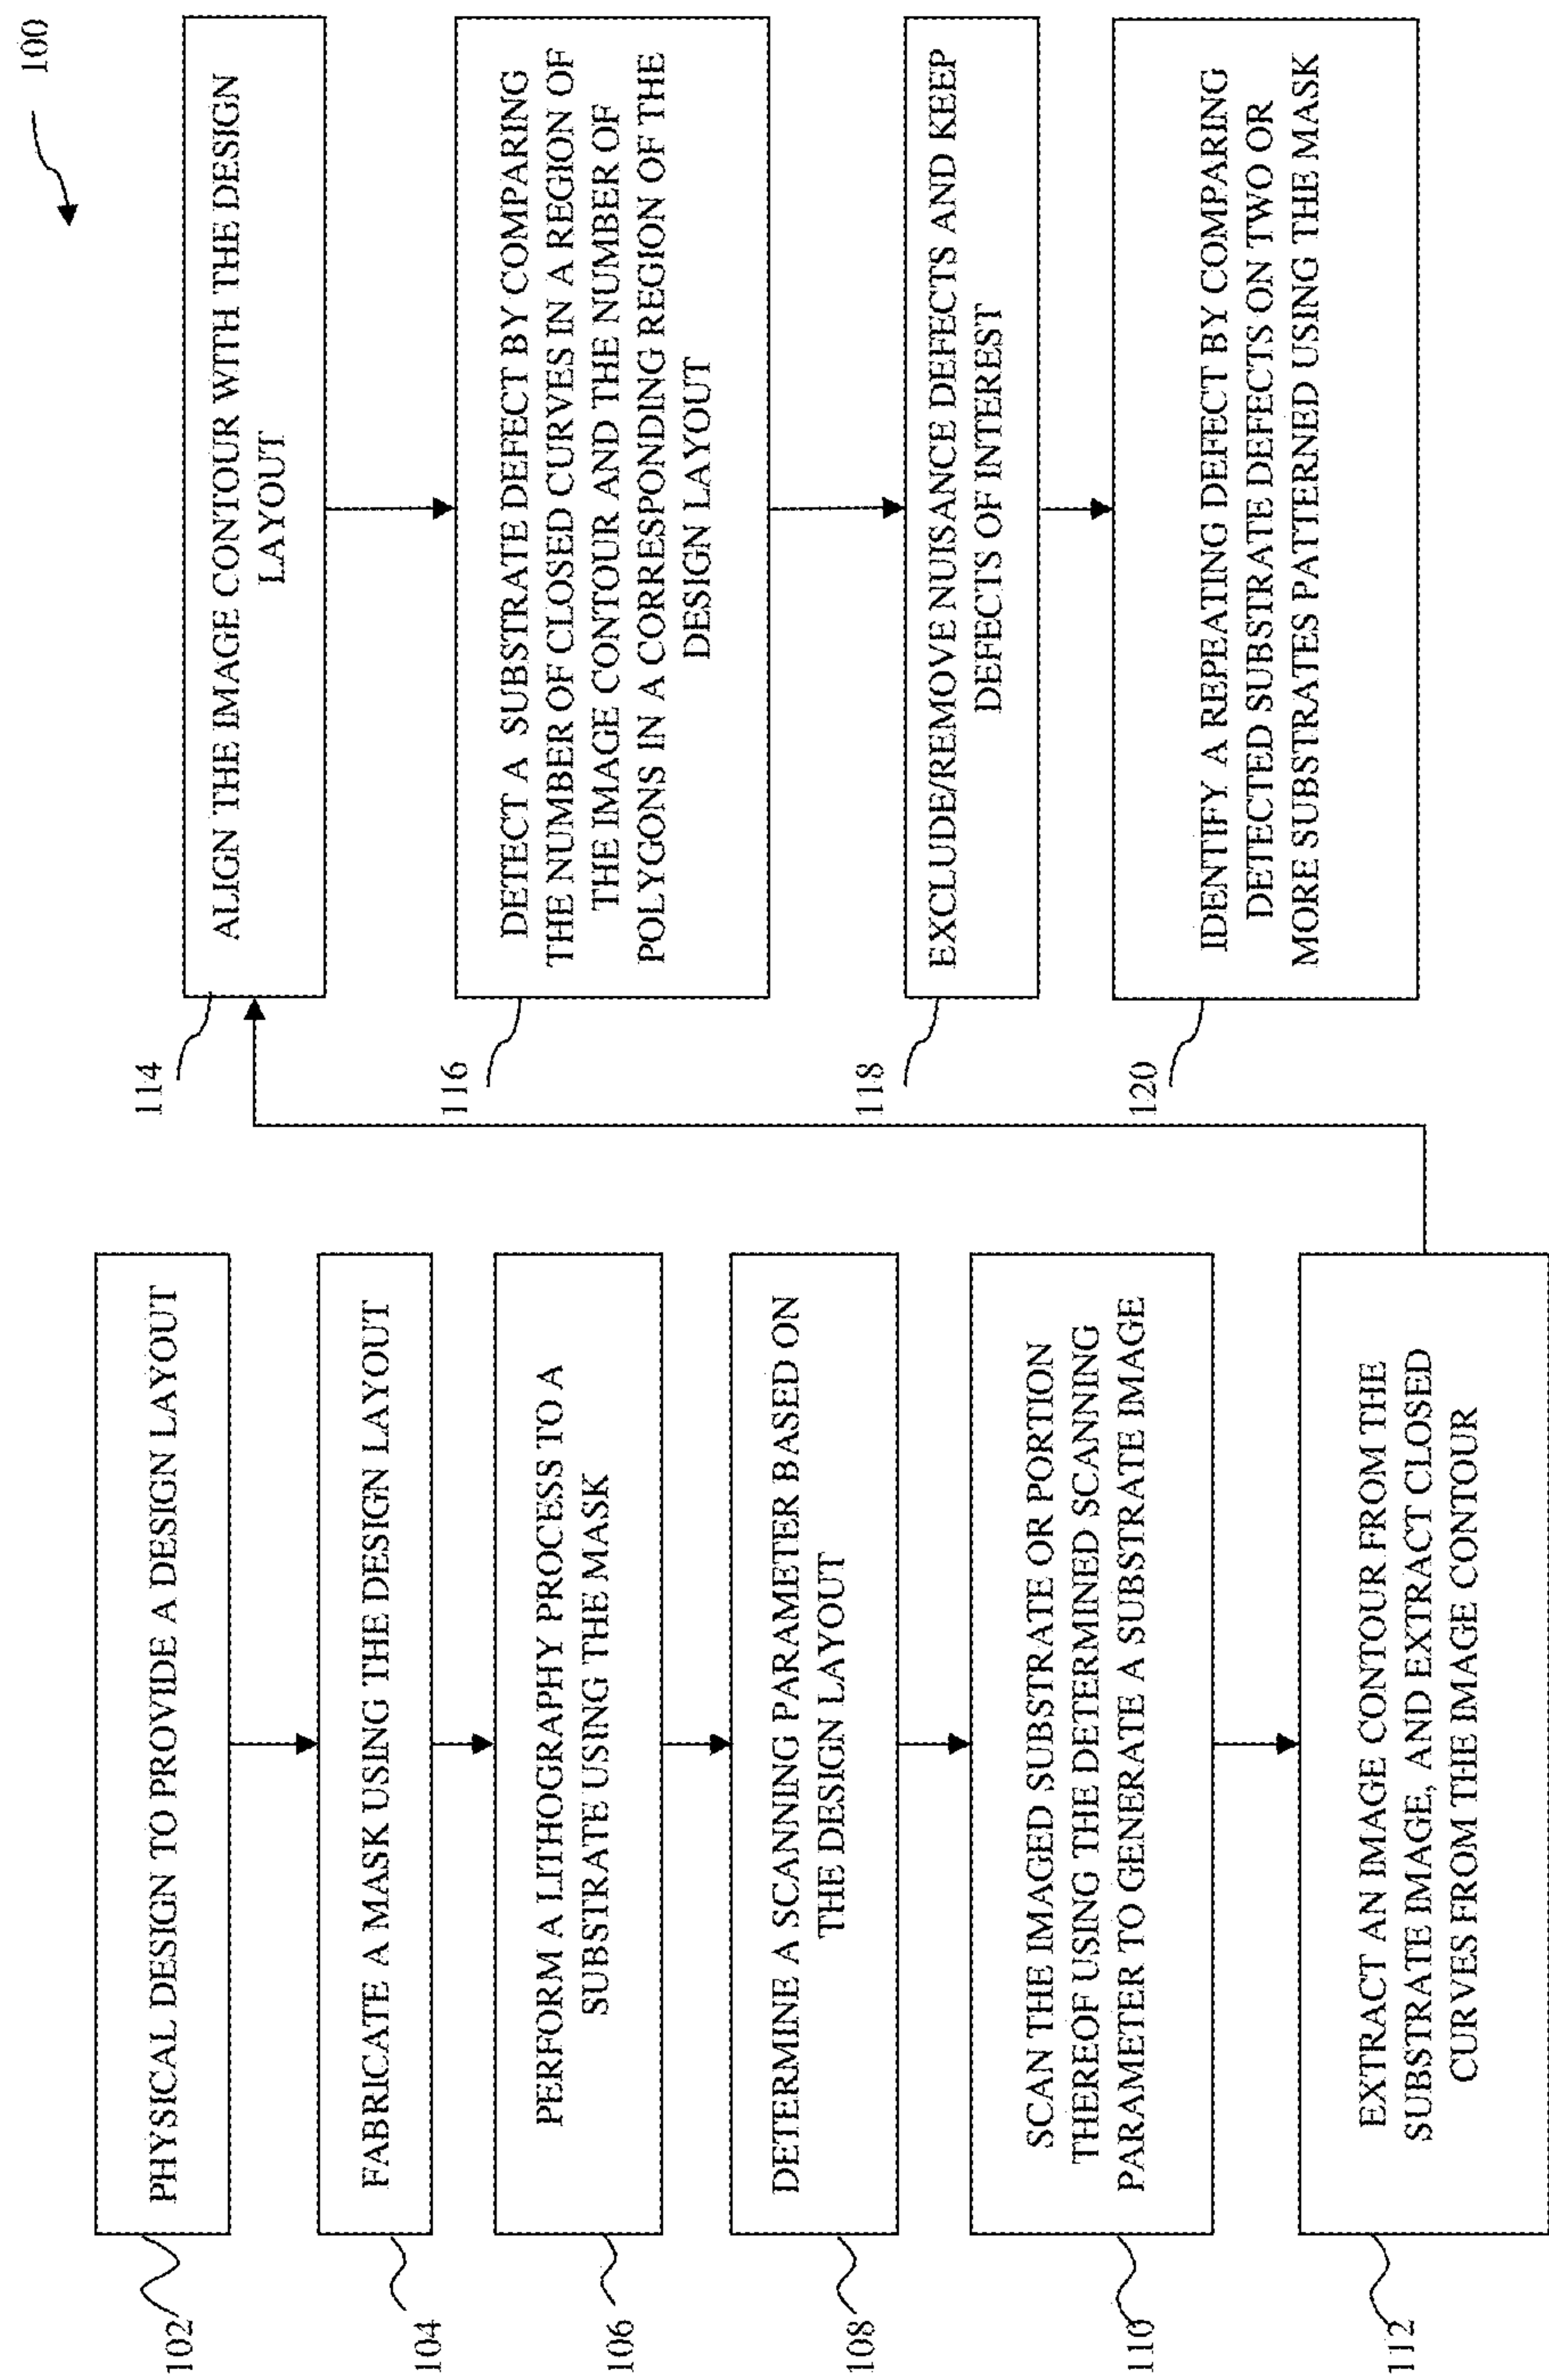 100
102
PHYSICAL DESIGN TO PROVIDE A DESIGN LAYOUT
104
FABRICATE A MASK USING THE DESIGN LAYOUT
106
PERFORM A LITHOGRAPHY PROCESS TO A
SUBSTRATE USING THE MASK
108
DETERMINE A SCANNING PARAMETER BASED ON
THE DESIGN LAYOUT
110
SCAN THE IMAGED SUBSTRATE OR PORTION
THEREOF USING THE DETERMINED SCANNING
PARAMETER TO GENERATE A SUBSTRATE IMAGE
112
EXTRACT AN IMAGE CONTOUR FROM THE
SUBSTRATE IMAGE, AND EXTRACT CLOSED
CURVES FROM THE IMAGE CONTOUR
114
ALIGN THE IMAGE CONTOUR WITH THE DESIGN
LAYOUT
116
DETECT A SUBSTRATE DEFECT BY COMPARING
THE NUMBER OF CLOSED CURVES IN A REGION OF
THE IMAGE CONTOUR AND THE NUMBER OF
POLYGONS IN A CORRESPONDING REGION OF THE
DESIGN LAYOUT
118
EXCLUDE/REMOVE NUISANCE DEFECTS AND KEEP
DEFECTS OF INTEREST
120
IDENTIFY A REPEATING DEFECT BY COMPARING
DETECTED SUBSTRATE DEFECTS ON TWO OR
MORE SUBSTRATES PATTERNED USING THE MASK